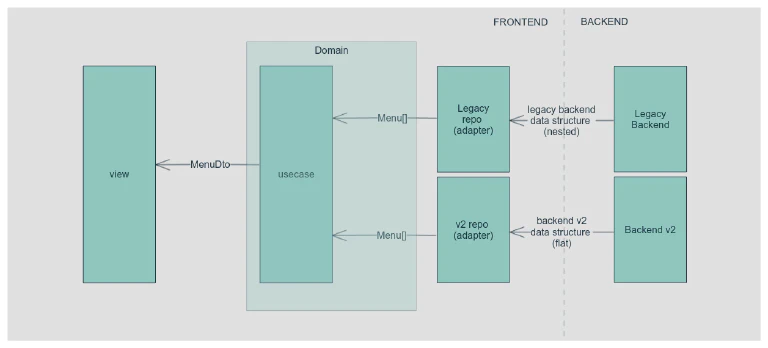 FRONTEND
BACKEND
Domain
view
MenuDto
usecase
Menu[]
Legacy
repo
(adapter)
legacy backend
data structure
(nested)
Legacy
Backend
Menu[]
v2 repo
(adapter)
backend v2
data structure
(flat)
Backend v2